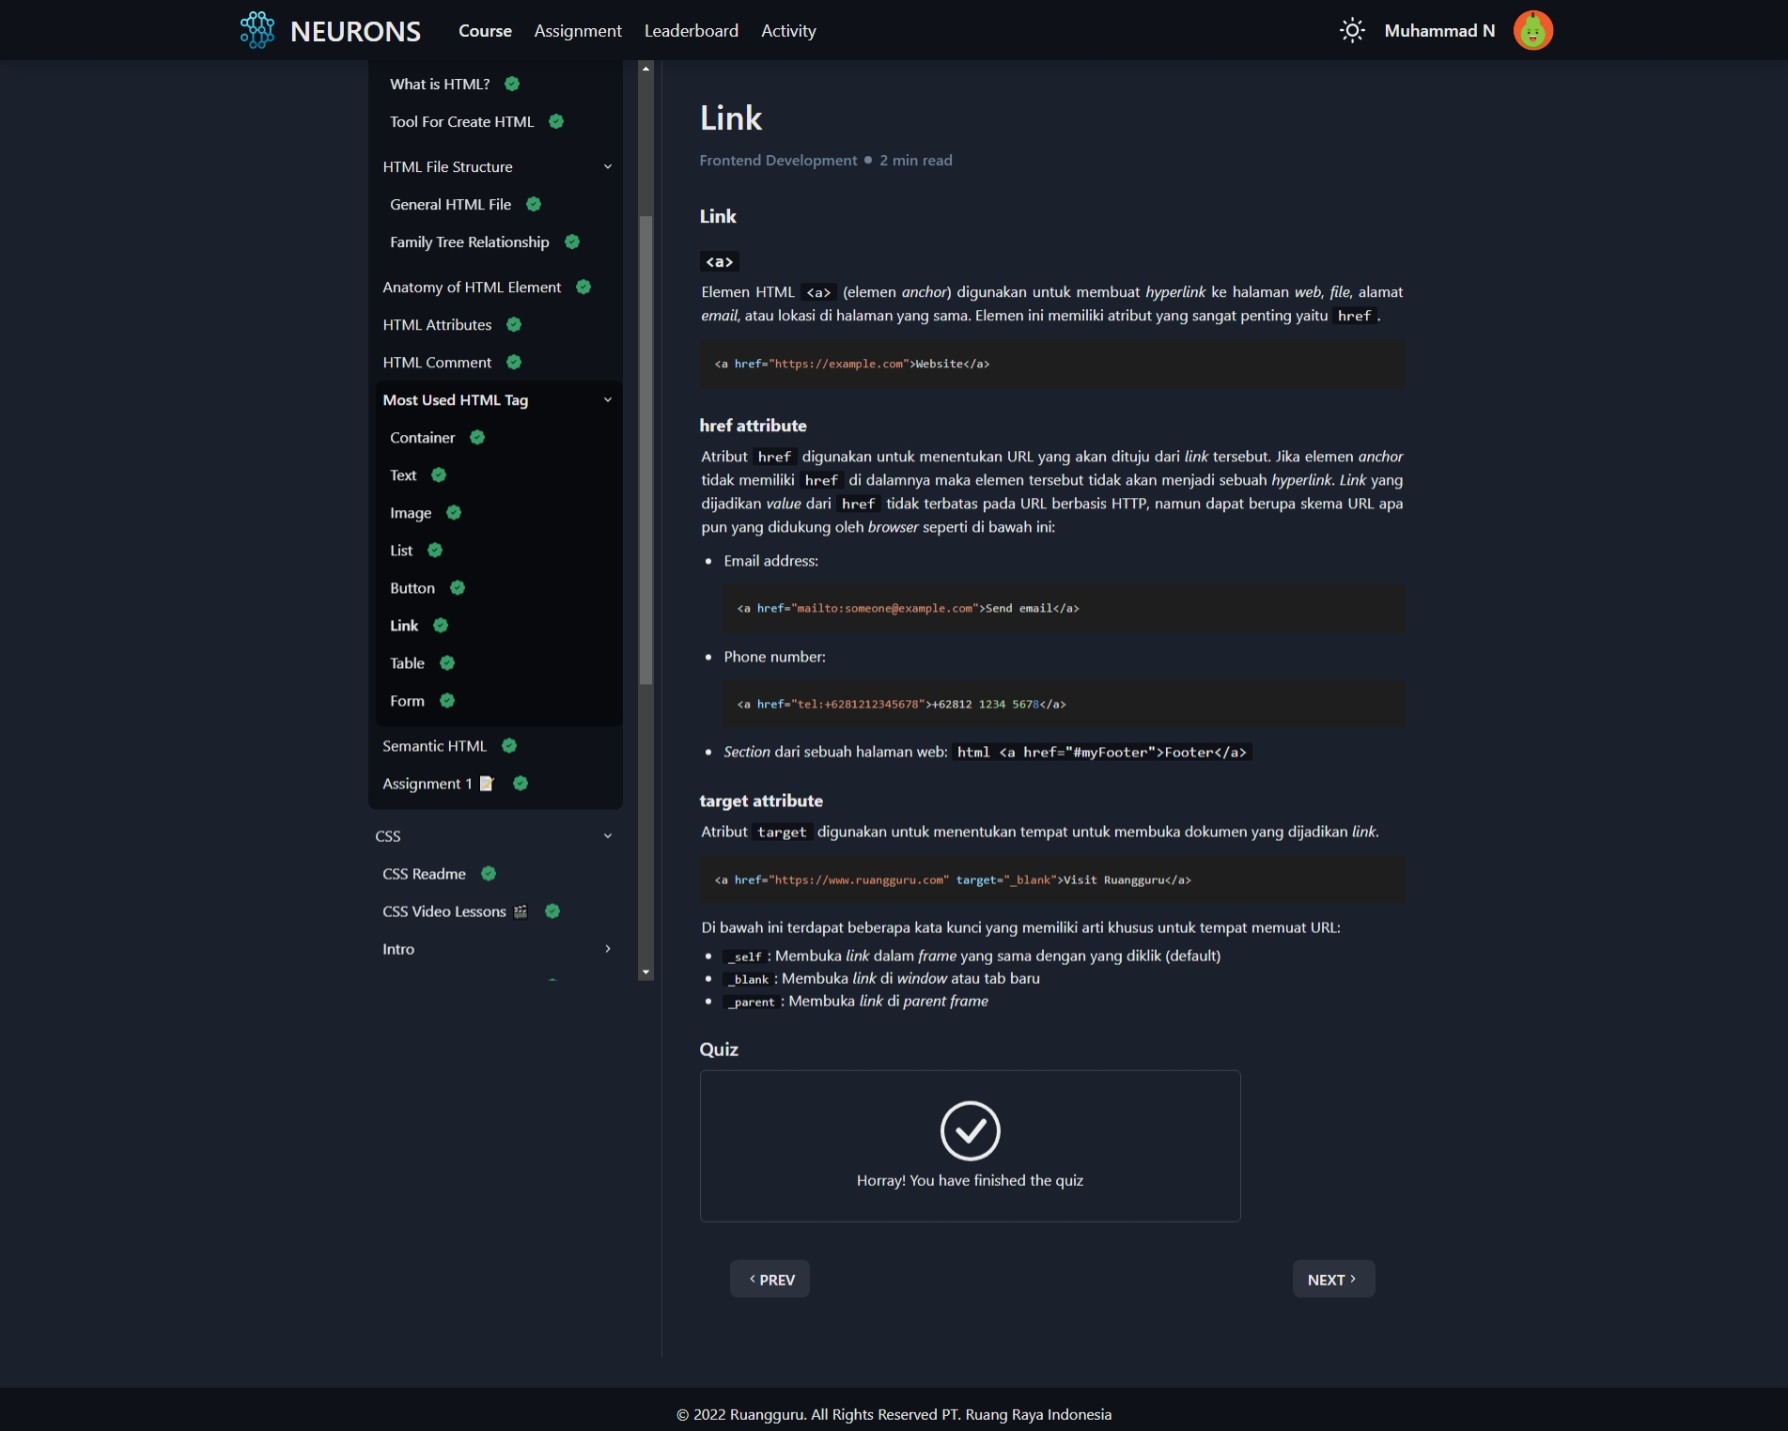 NEURONS
Course
Assignment
Leaderboard
Activity
Muhammad N
What is HTML?
Tool For Create HTML
HTML File Structure
General HTML File
Family Tree Relationship
Anatomy of HTML Element
HTML Attributes
HTML Comment
Most Used HTML Tag
Container
Text
Image
List
Button
Link
Table
Form
Semantic HTML
Assignment 1 📝
CSS
CSS Readme
CSS Video Lessons 🎬
Intro
Link
Frontend Development • 2 min read
Link
<a>
Elemen HTML <a> (elemen anchor) digunakan untuk membuat hyperlink ke halaman web, file, alamat
email, atau lokasi di halaman yang sama. Elemen ini memiliki atribut yang sangat penting yaitu href .
<a href="https://example.com">Website</a>
href attribute
Atribut href digunakan untuk menentukan URL yang akan dituju dari link tersebut. Jika elemen anchor
tidak memiliki href di dalamnya maka elemen tersebut tidak akan menjadi sebuah hyperlink. Link yang
dijadikan value dari href tidak terbatas pada URL berbasis HTTP, namun dapat berupa skema URL apa
pun yang didukung oleh browser seperti di bawah ini:
• Email address:
<a href="mailto:someone@example.com">Send email</a>
• Phone number:
<a href="tel:+6281212345678">+62812 1234 5678</a>
• Section dari sebuah halaman web: html <a href="#myFooter">Footer</a>
target attribute
Atribut target digunakan untuk menentukan tempat untuk membuka dokumen yang dijadikan link.
<a href="https://www.ruangguru.com" target="_blank">Visit Ruangguru</a>
Di bawah ini terdapat beberapa kata kunci yang memiliki arti khusus untuk tempat memuat URL:
• _self : Membuka link dalam frame yang sama dengan yang diklik (default)
• _blank : Membuka link di window atau tab baru
• _parent : Membuka link di parent frame
Quiz
Horray! You have finished the quiz
‹ PREV
NEXT ›
© 2022 Ruangguru. All Rights Reserved PT. Ruang Raya Indonesia